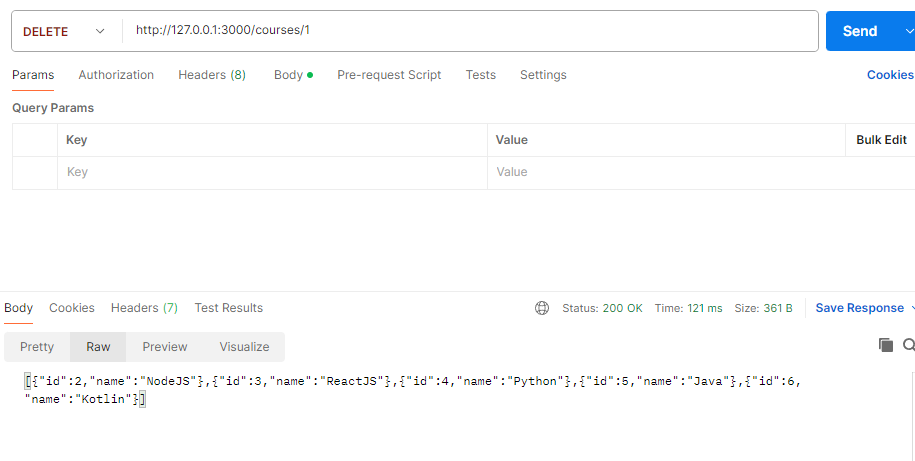 DELETE http://127.0.0.1:3000/courses/1 Send
Params Authorization Headers (8) Body Pre-request Script Tests Settings Cookies
Query Params
Key Value Bulk Edit
Key Value
Body Cookies Headers (7) Test Results Status: 200 OK Time: 121 ms Size: 361 B Save Response
Pretty Raw Preview Visualize
[{"id":2,"name":"NodeJS"},{"id":3,"name":"ReactJS"},{"id":4,"name":"Python"},{"id":5,"name":"Java"},{"id":6,
"name":"Kotlin"}]